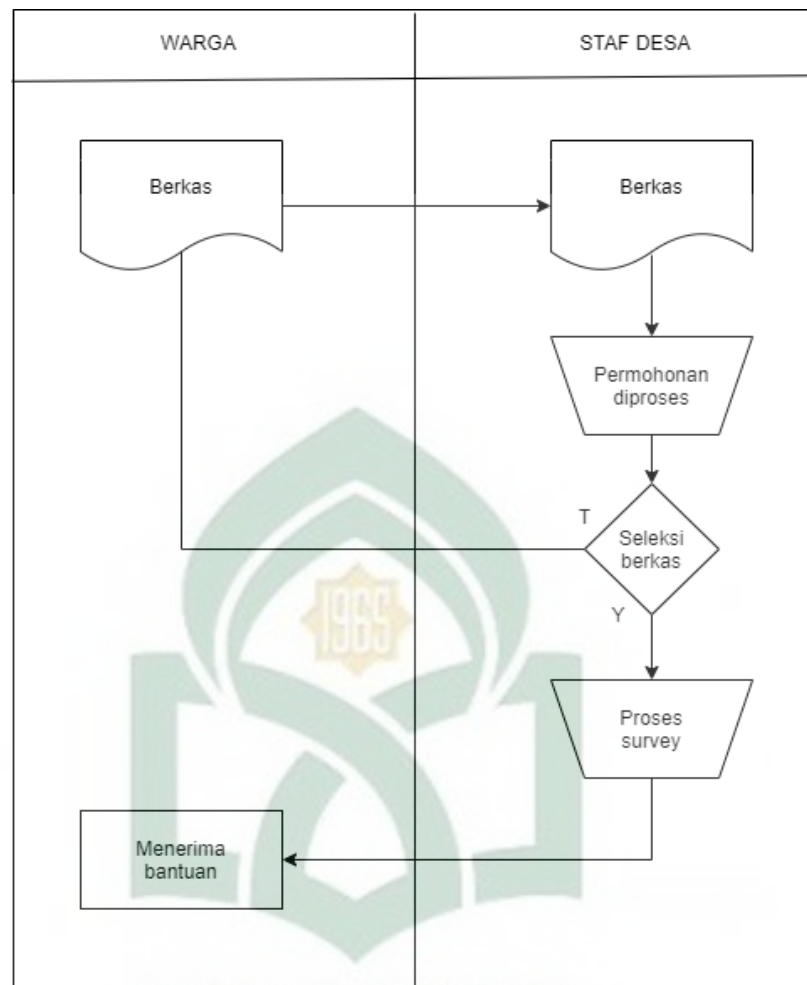 WARGA
STAF DESA
Berkas
Berkas
Permohonan
diproses
T
Seleksi
berkas
Y
1965
Proses
survey
Menerima
bantuan